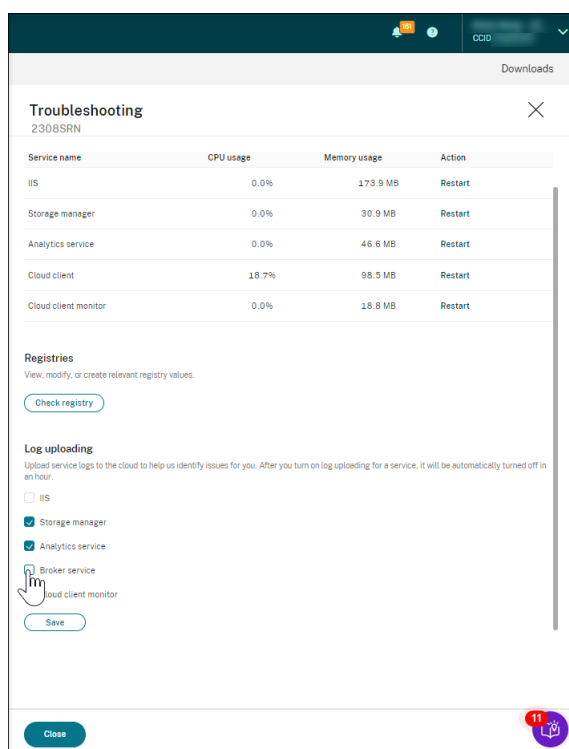 161
?
CCID
Downloads
Troubleshooting
2308SRN
Service name CPU usage Memory usage Action
IIS 0.0% 173.9 MB Restart
Storage manager 0.0% 30.9 MB Restart
Analytics service 0.0% 46.6 MB Restart
Cloud client 18.7% 98.5 MB Restart
Cloud client monitor 0.0% 18.8 MB Restart
Registries
View, modify, or create relevant registry values.
Check registry
Log uploading
Upload service logs to the cloud to help us identify issues for you. After you turn on log uploading for a service, it will be automatically turned off in
an hour.
IIS
Storage manager
Analytics service
Broker service
loud client monitor
Save
11
Close